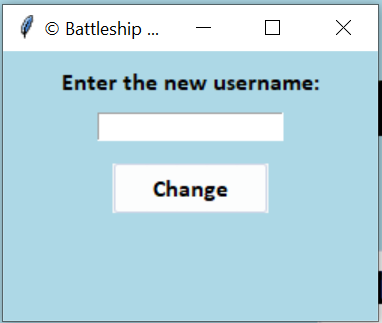 © Battleship ...
Enter the new username:
Change